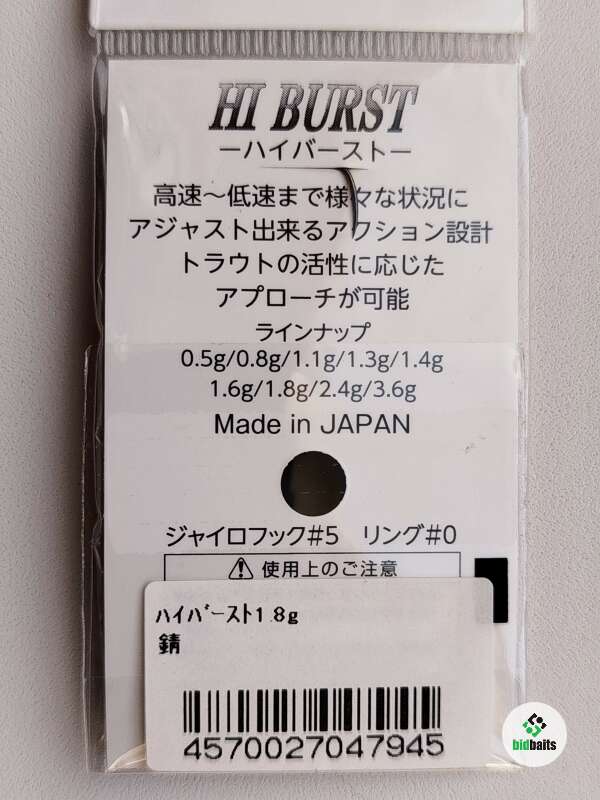 HI BURST
ーハイバーストー
高速～低速まで様々な状況に
アジャスト出来るアクション設計
トラウトの活性に応じた
アプローチが可能
ラインナップ
0.5g/0.8g/1.1g/1.3g/1.4g
1.6g/1.8g/2.4g/3.6g
Made in JAPAN
ジャイロフック#5 リング#0
使用上のご注意
ﾊｲﾊﾞｰｽﾄ1.8g
錆
4570027047945
bidbaits